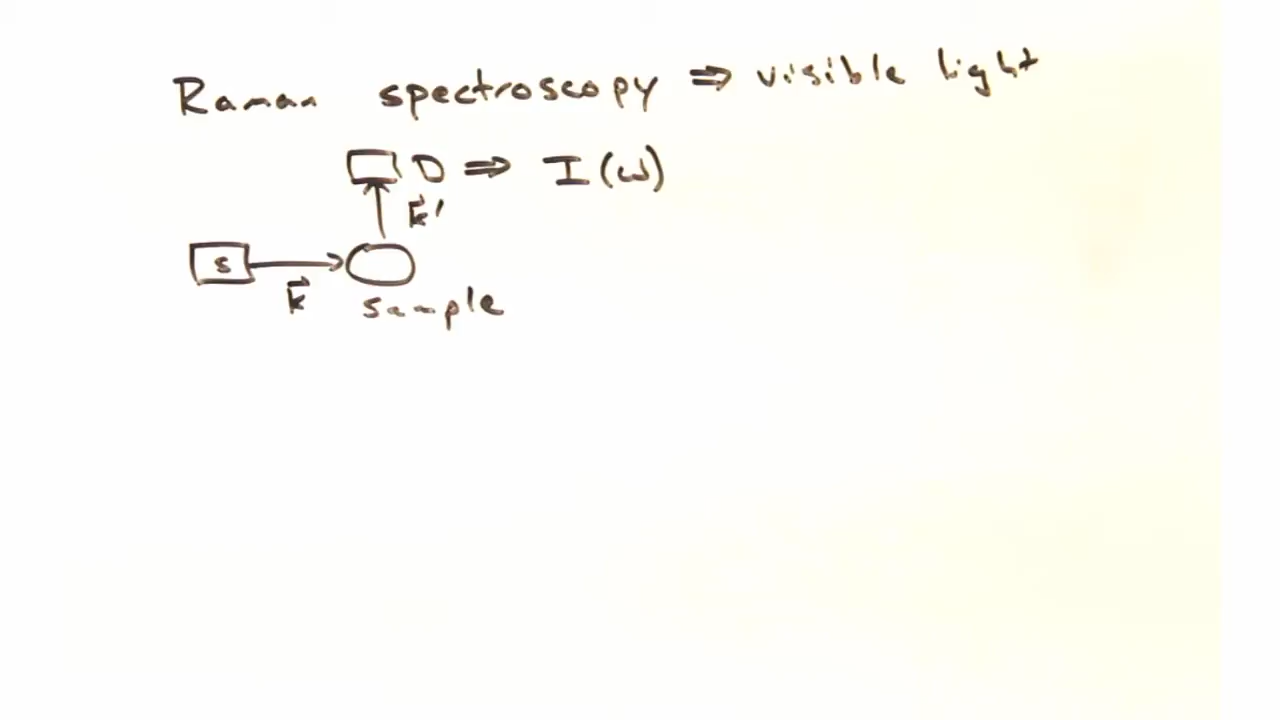 Raman spectroscopy ⇒ visible light
D ⇒ I(ω)
k⃗'
S
k⃗
sample